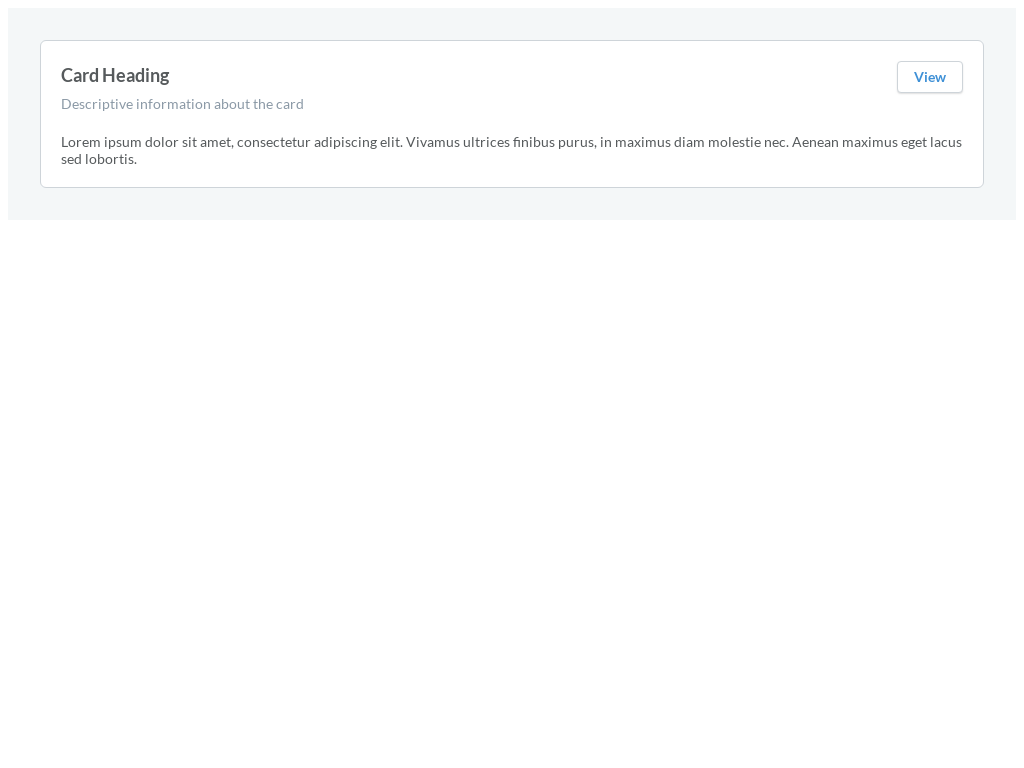 Card Heading
View
Descriptive information about the card
Lorem ipsum dolor sit amet, consectetur adipiscing elit. Vivamus ultrices finibus purus, in maximus diam molestie nec. Aenean maximus eget lacus
sed lobortis.